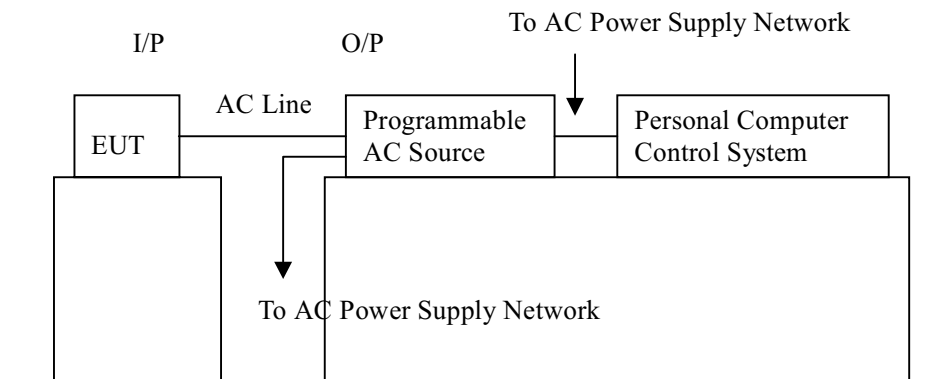 To AC Power Supply Network
I/P
O/P
AC Line
EUT
Programmable
AC Source
Personal Computer
Control System
To AC Power Supply Network